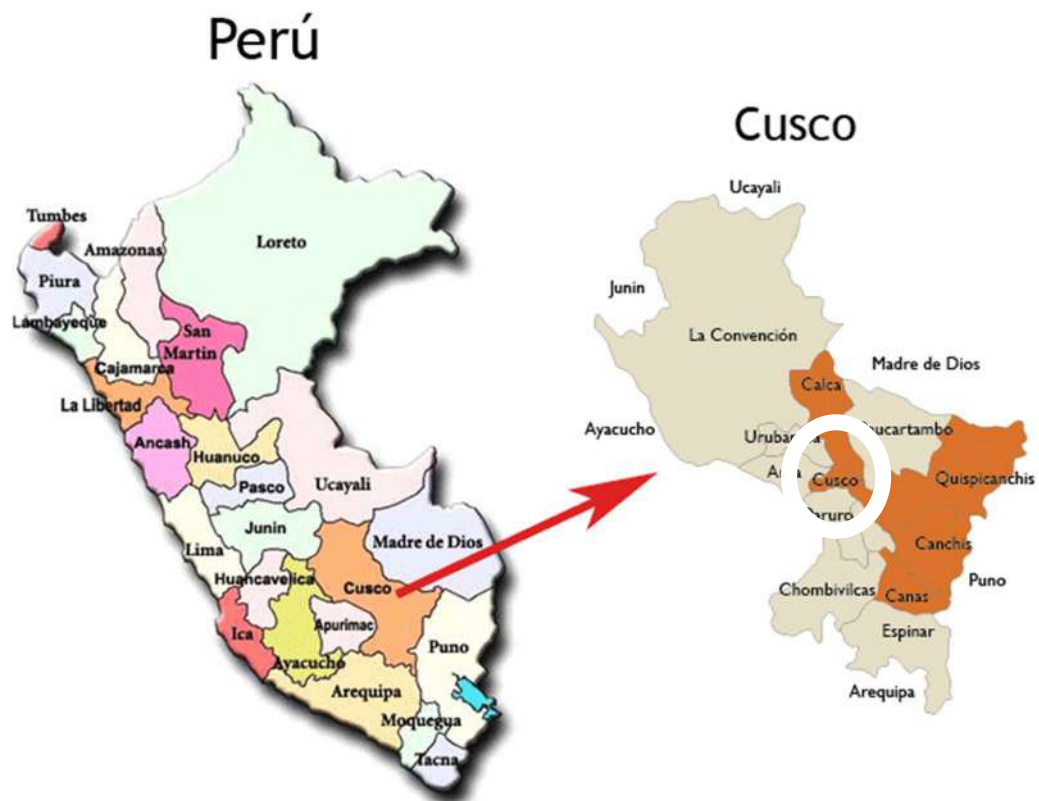 Perú
Tumbes
Amazonas
Loreto
Piura
Lambayeque
San
Martin
Cajamarca
La Libertad
Ancash
Huanuco
Ucayali
Pasco
Junin
Lima
Madre de Dios
Huancavelica
Cusco
Ica
Apurimac
Ayacucho
Puno
Arequipa
Moquegua
Tacna
Cusco
Ucayali
Junin
La Convención
Madre de Dios
Calca
Ayacucho
Cusco
Quispicanchis
Canchis
Puno
Chombivilcas
Canas
Espinar
Arequipa